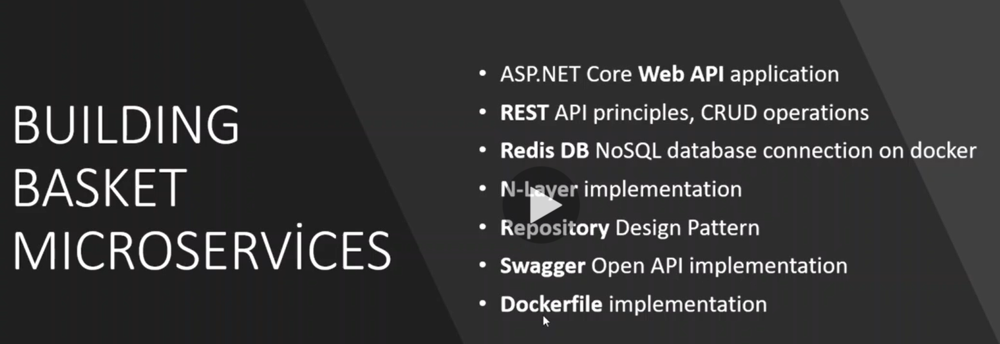 BUILDING
BASKET
MICROSERVİCES
• ASP.NET Core Web API application
• REST API principles, CRUD operations
• Redis DB NoSQL database connection on docker
• N-Layer implementation
• Repository Design Pattern
• Swagger Open API implementation
• Dockerfile implementation